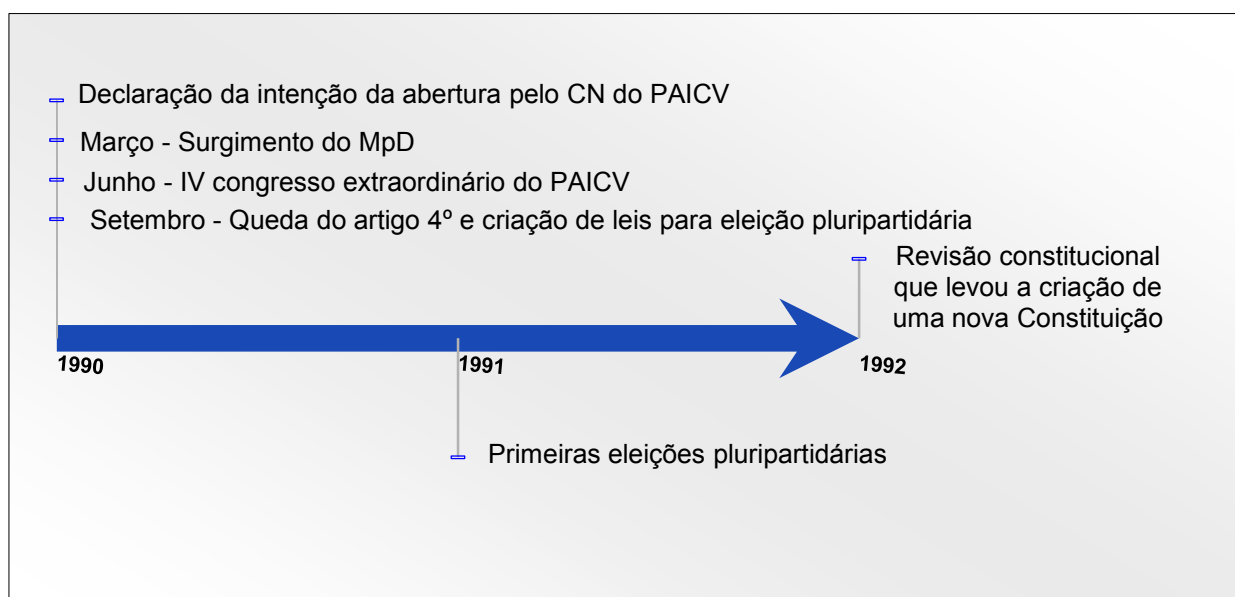 Declaração da intenção da abertura pelo CN do PAICV
Março - Surgimento do MpD
Junho - IV congresso extraordinário do PAICV
Setembro - Queda do artigo 4º e criação de leis para eleição pluripartidária
Revisão constitucional
que levou a criação de
uma nova Constituição
1990
1991
1992
Primeiras eleições pluripartidárias